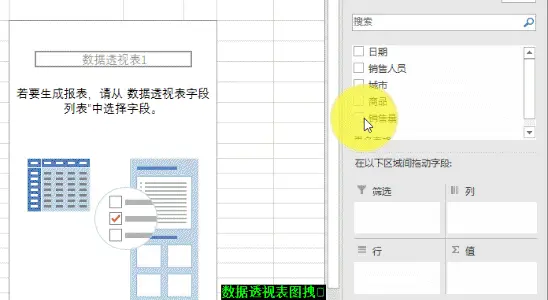 数据透视表1
若要生成报表，请从 数据透视表字段
列表"中选择字段。
搜索
日期
销售人员
城市
商品
销售量
在以下区域间拖动字段:
筛选
列
行
Σ 值
数据透视表图拽